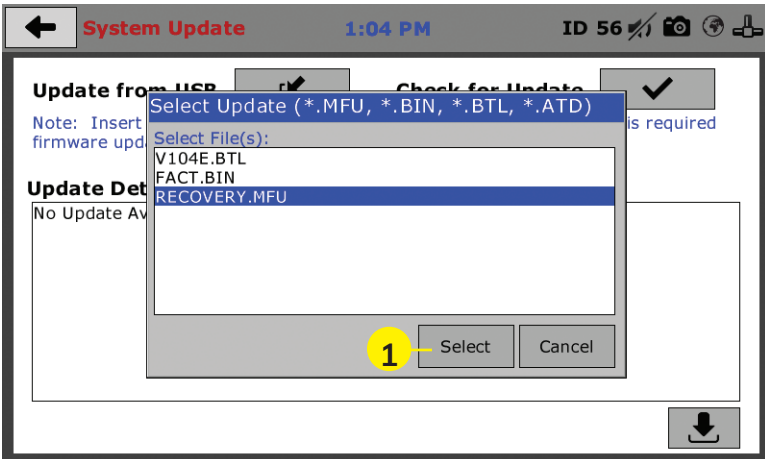 System Update 1:04 PM ID 56
Update from USB Check for Update
Select Update (*.MFU, *.BIN, *.BTL, *.ATD)
Note: Insert is required
firmware upd
Select File(s):
V104E.BTL
FACT.BIN
RECOVERY.MFU
Update Det
No Update Av
1 Select Cancel